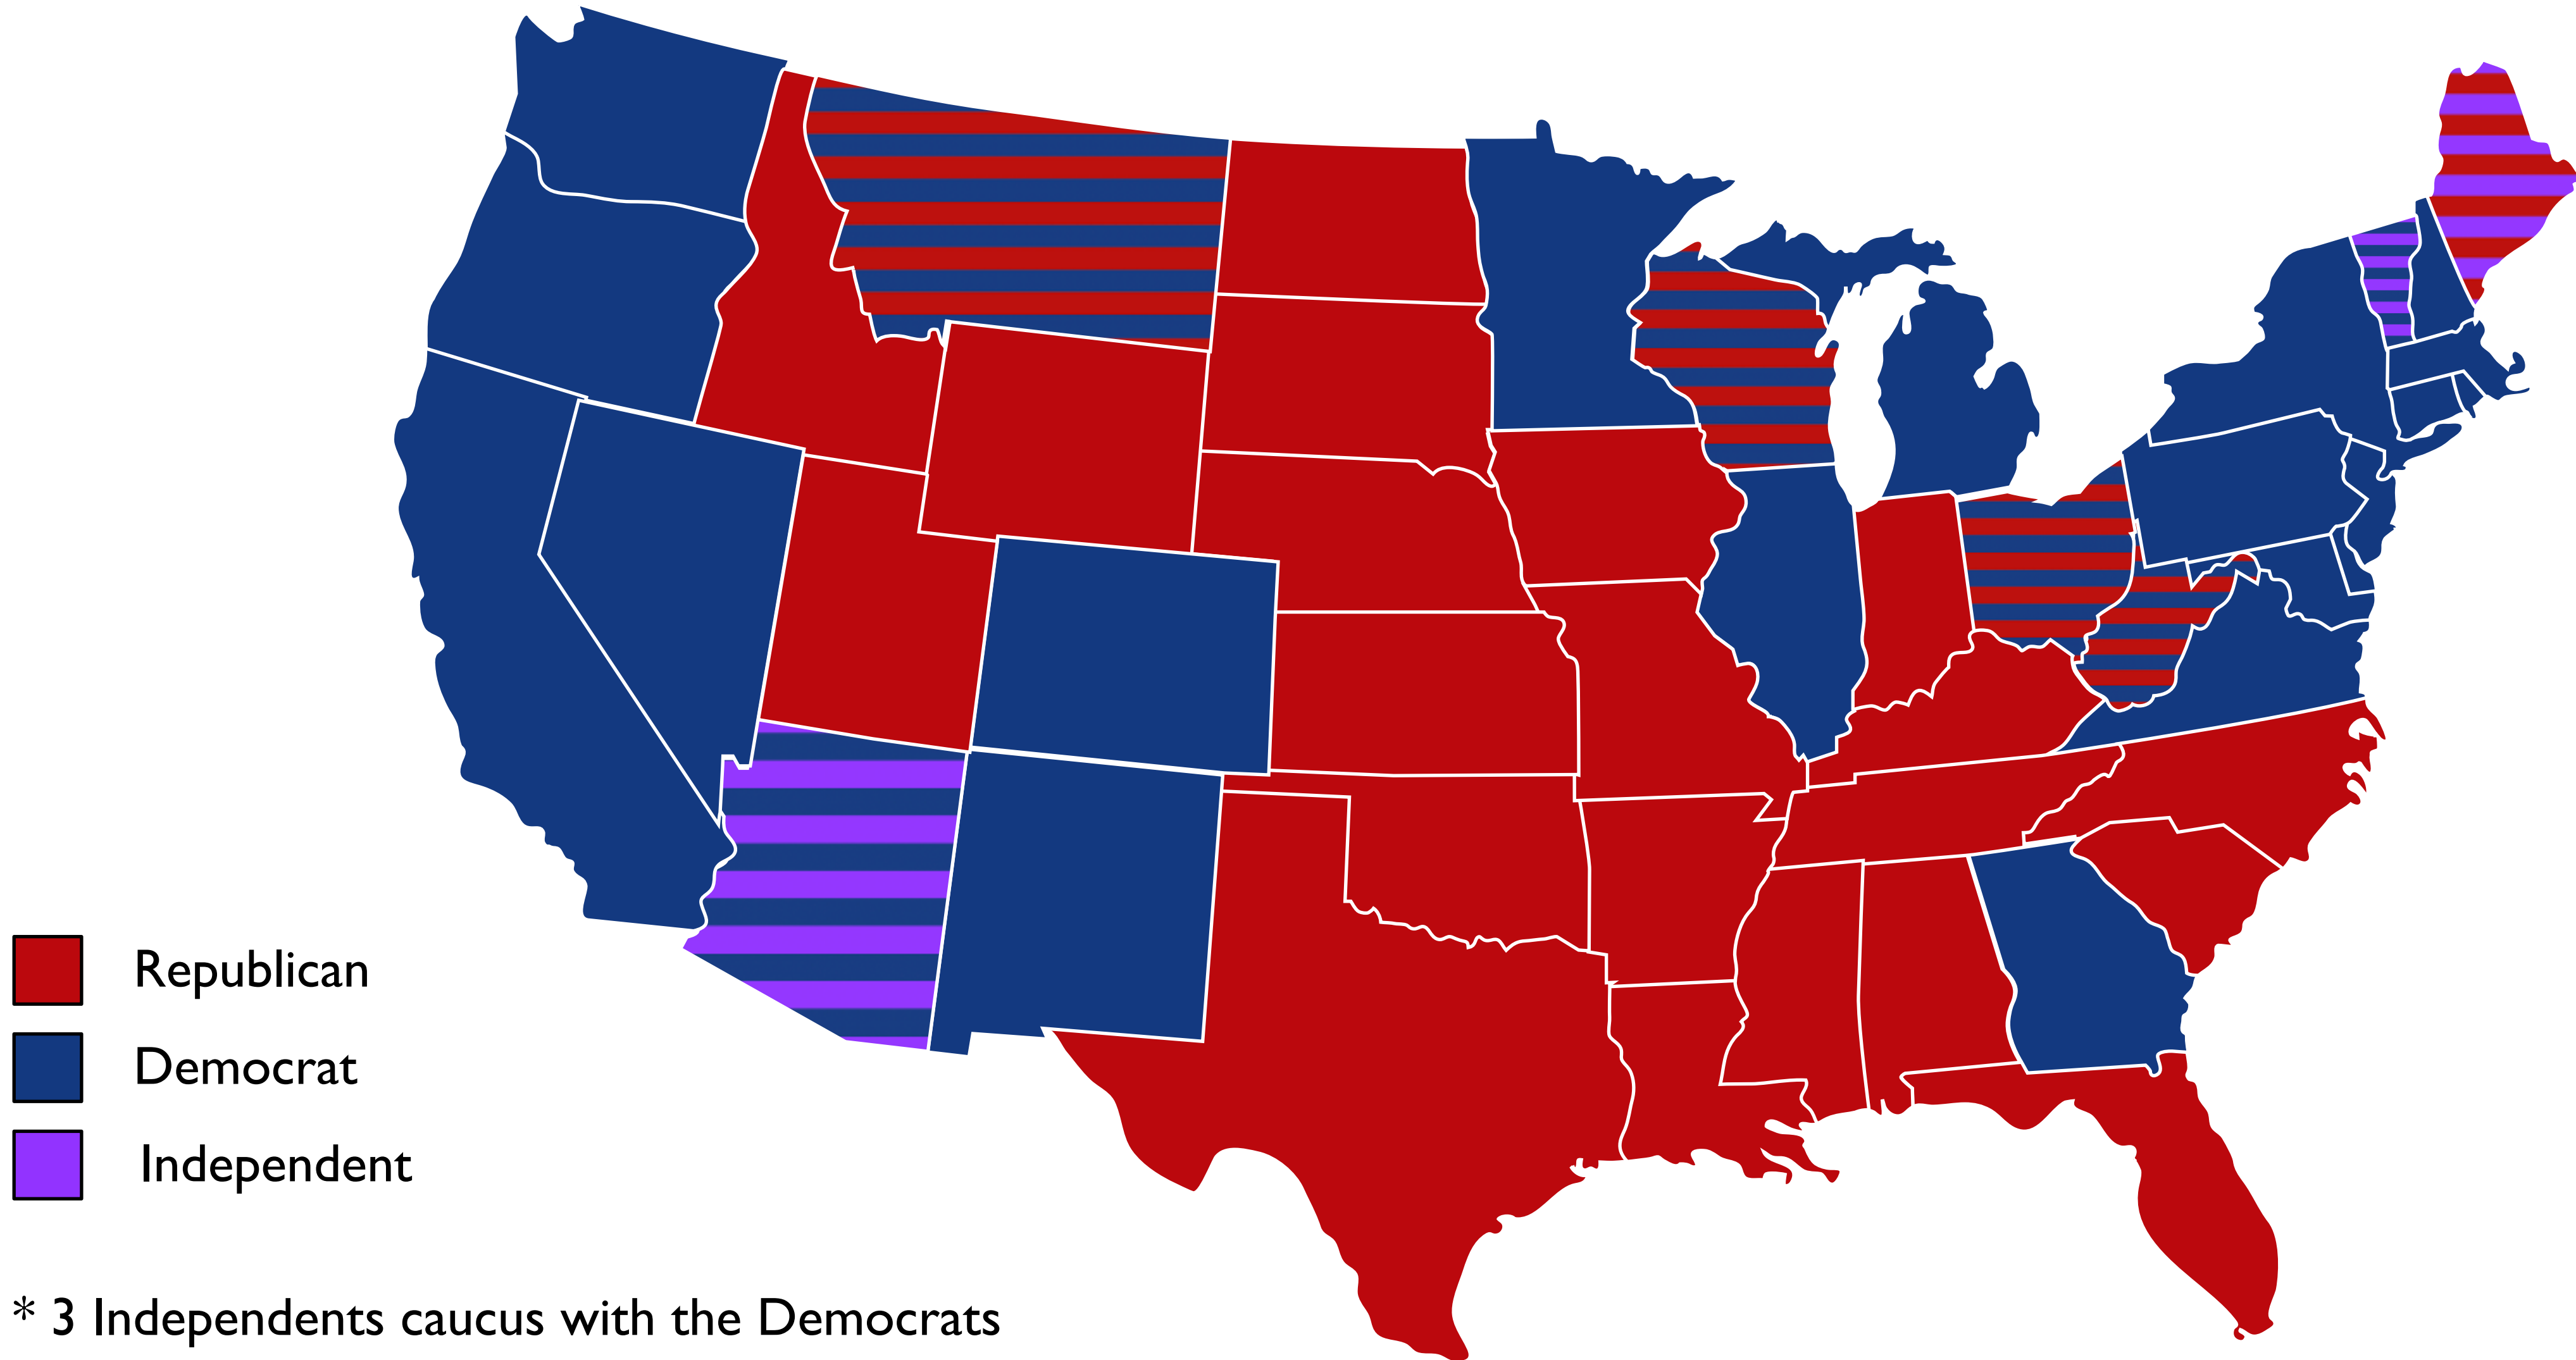 Republican
Democrat
Independent
* 3 Independents caucus with the Democrats